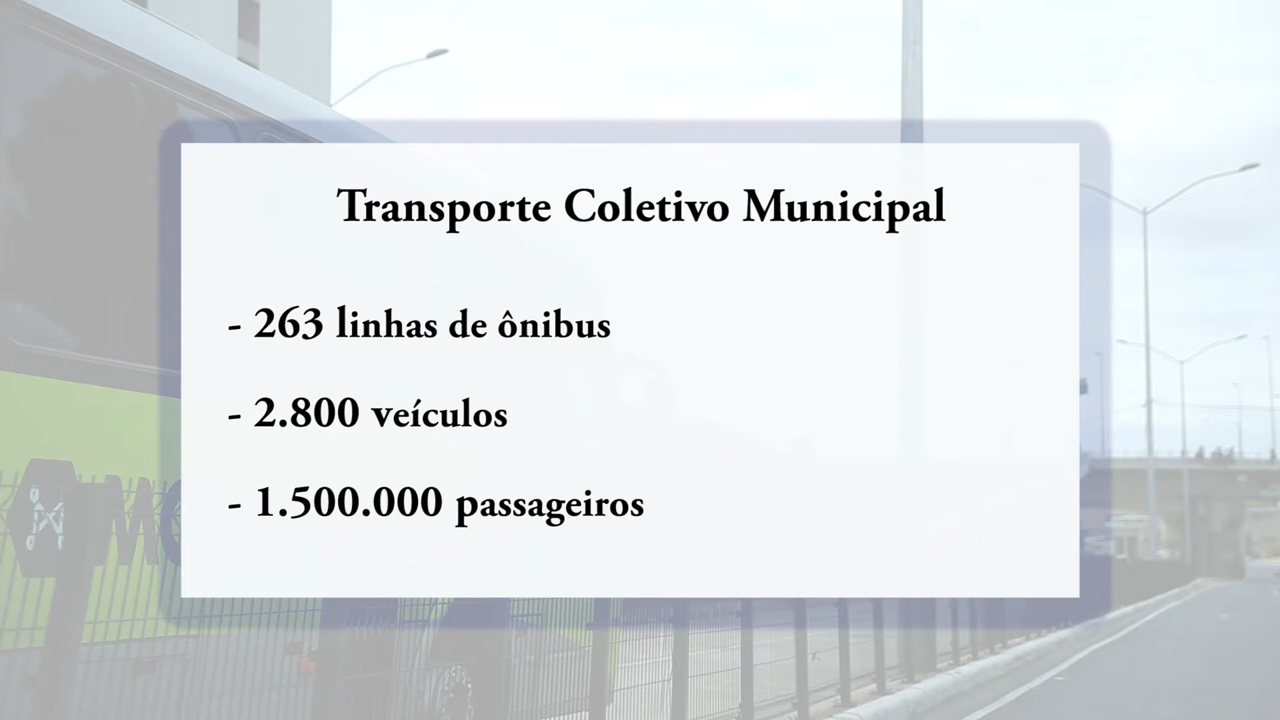 Transporte Coletivo Municipal
- 263 linhas de ônibus
- 2.800 veículos
- 1.500.000 passageiros